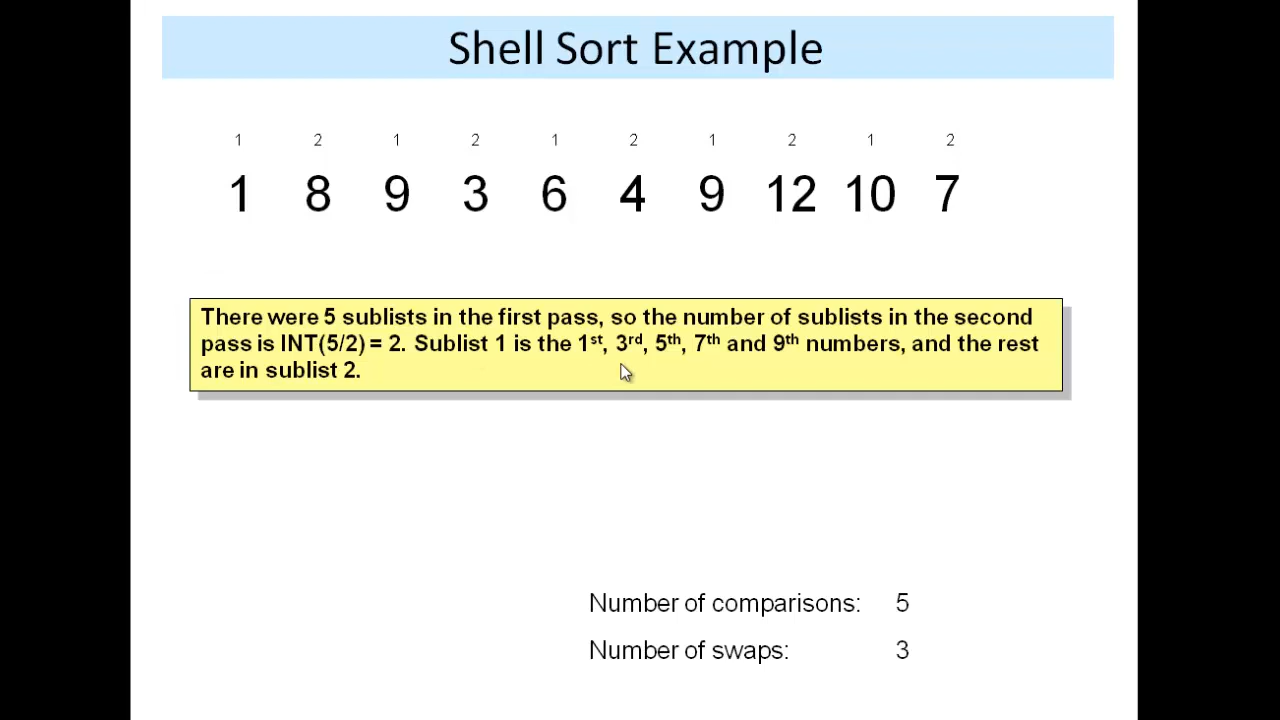 Shell Sort Example
1 2 1 2 1 2 1 2 1 2
1 8 9 3 6 4 9 12 10 7
There were 5 sublists in the first pass, so the number of sublists in the second
pass is INT(5/2) = 2. Sublist 1 is the 1st, 3rd, 5th, 7th and 9th numbers, and the rest
are in sublist 2.
Number of comparisons: 5
Number of swaps: 3